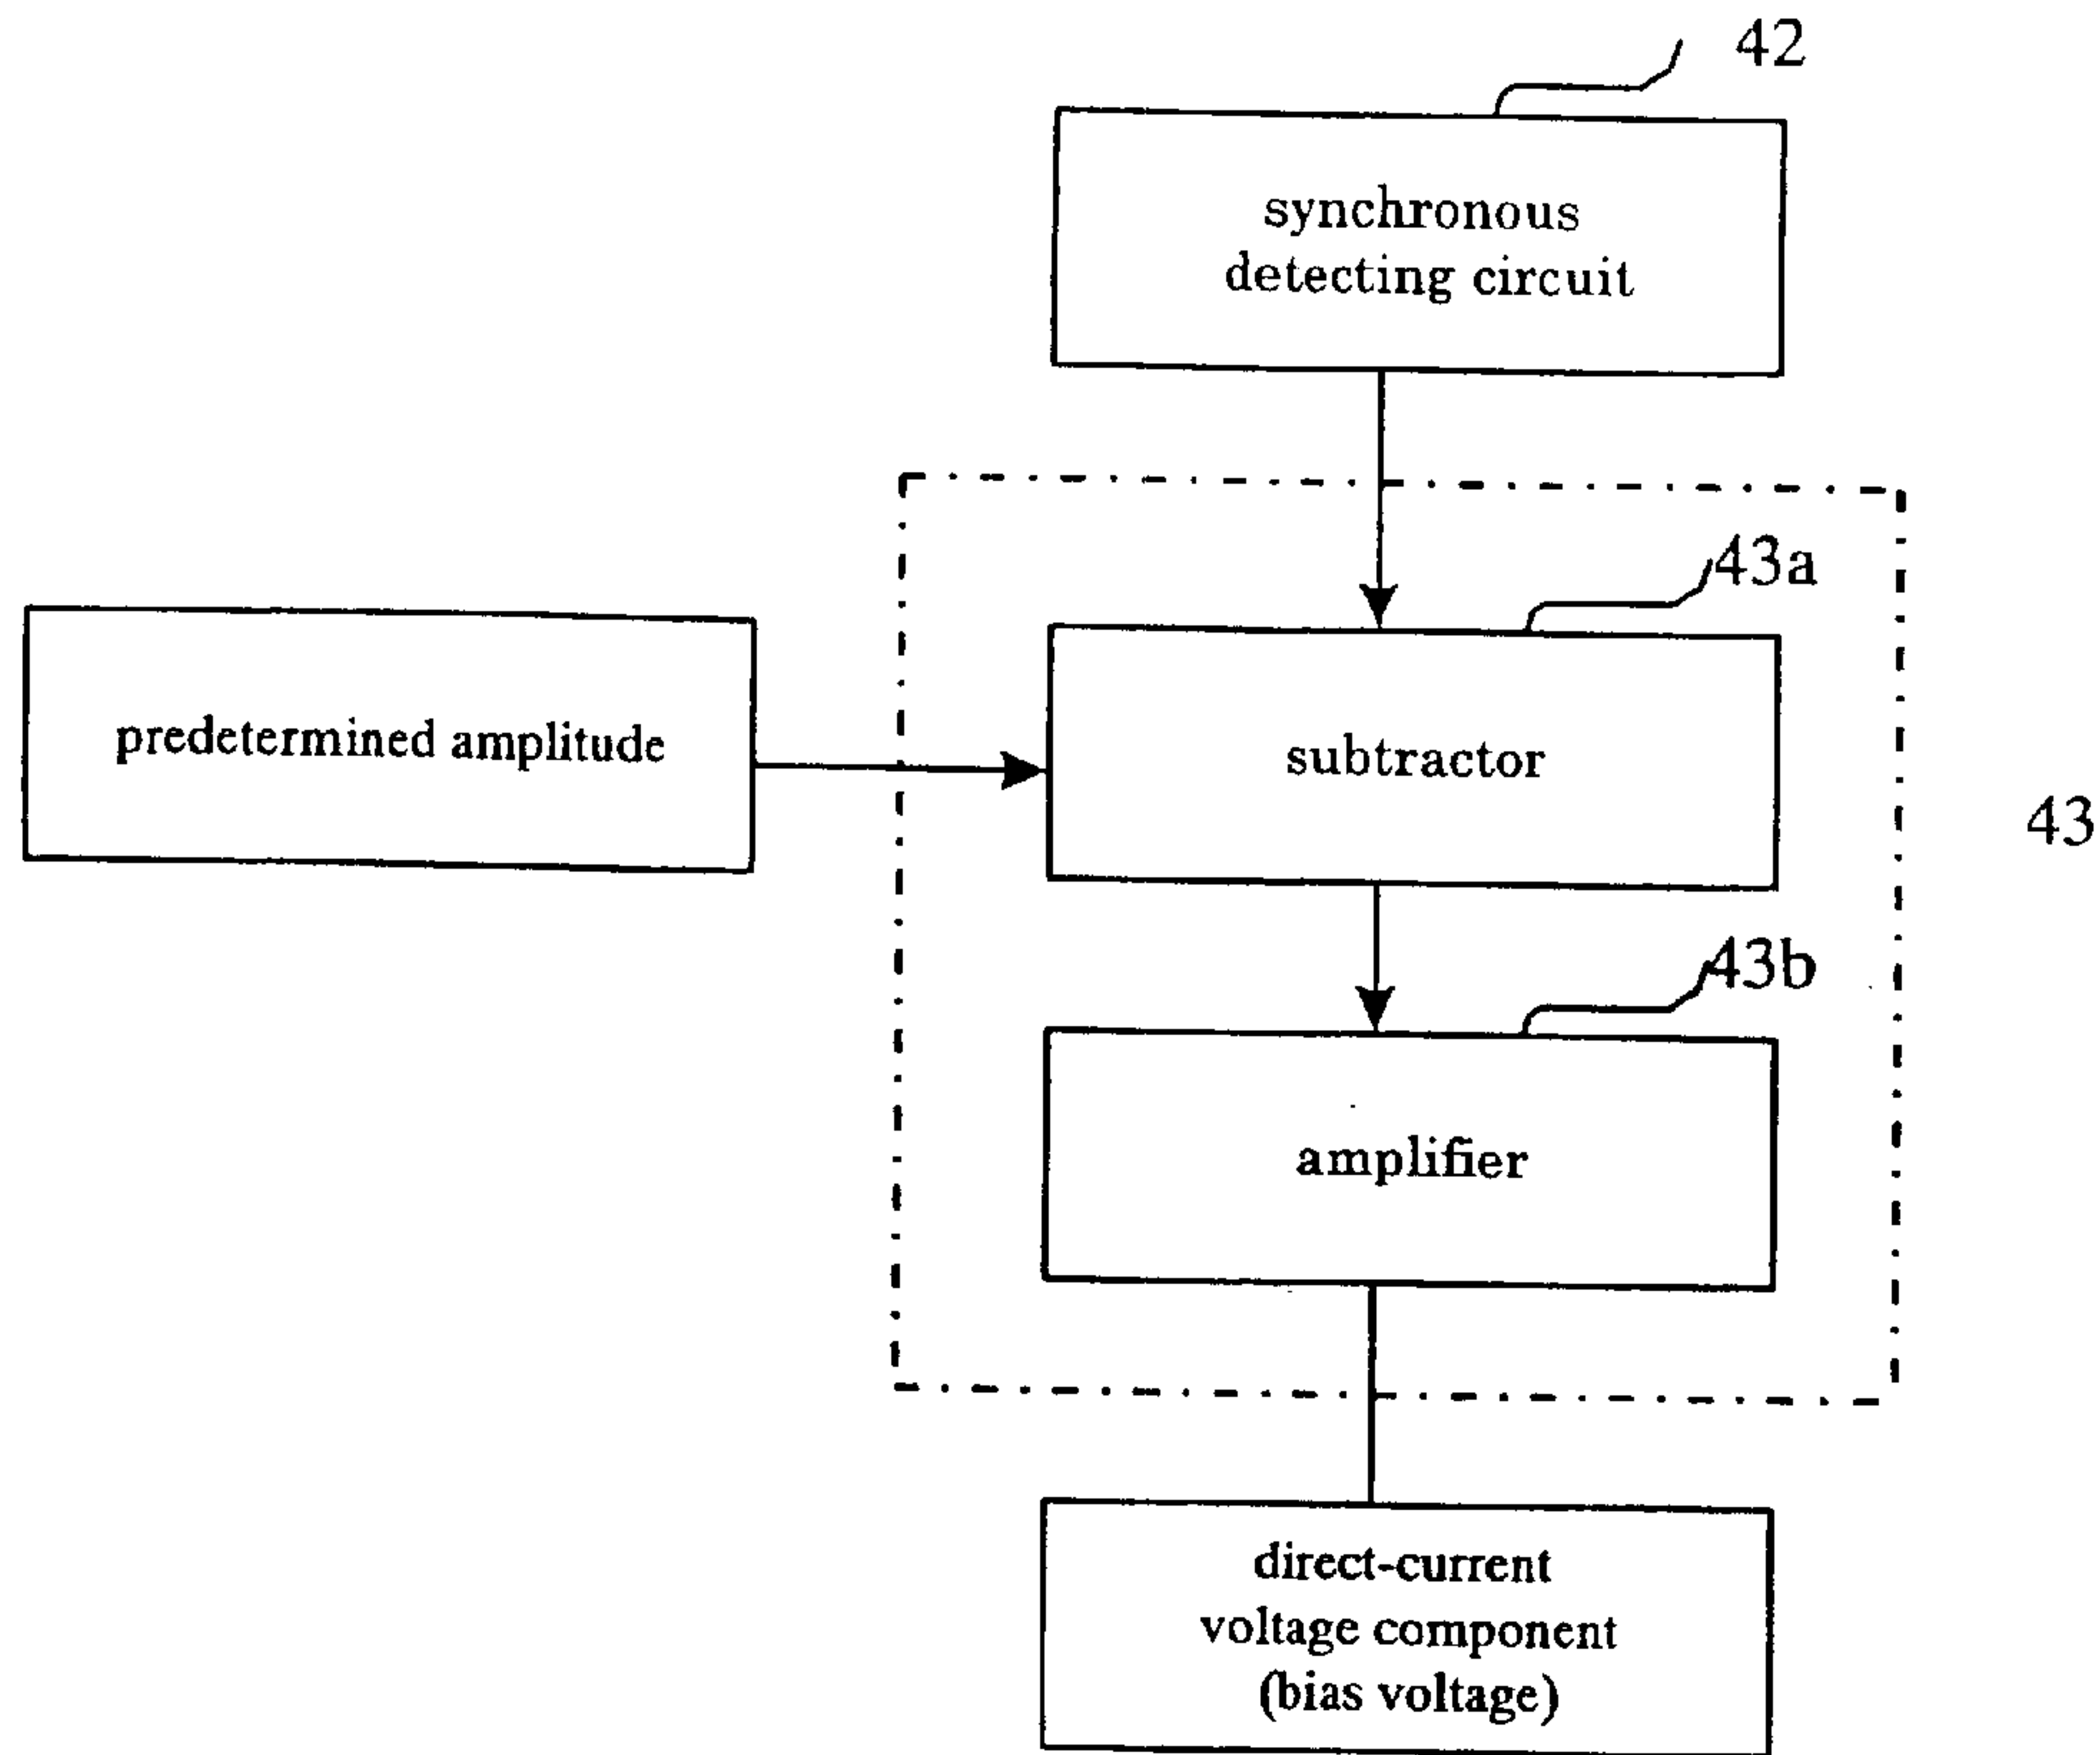 42
synchronous
detecting circuit
43a
predetermined amplitude
subtractor
43
43b
amplifier
direct-current
voltage component
(bias voltage)